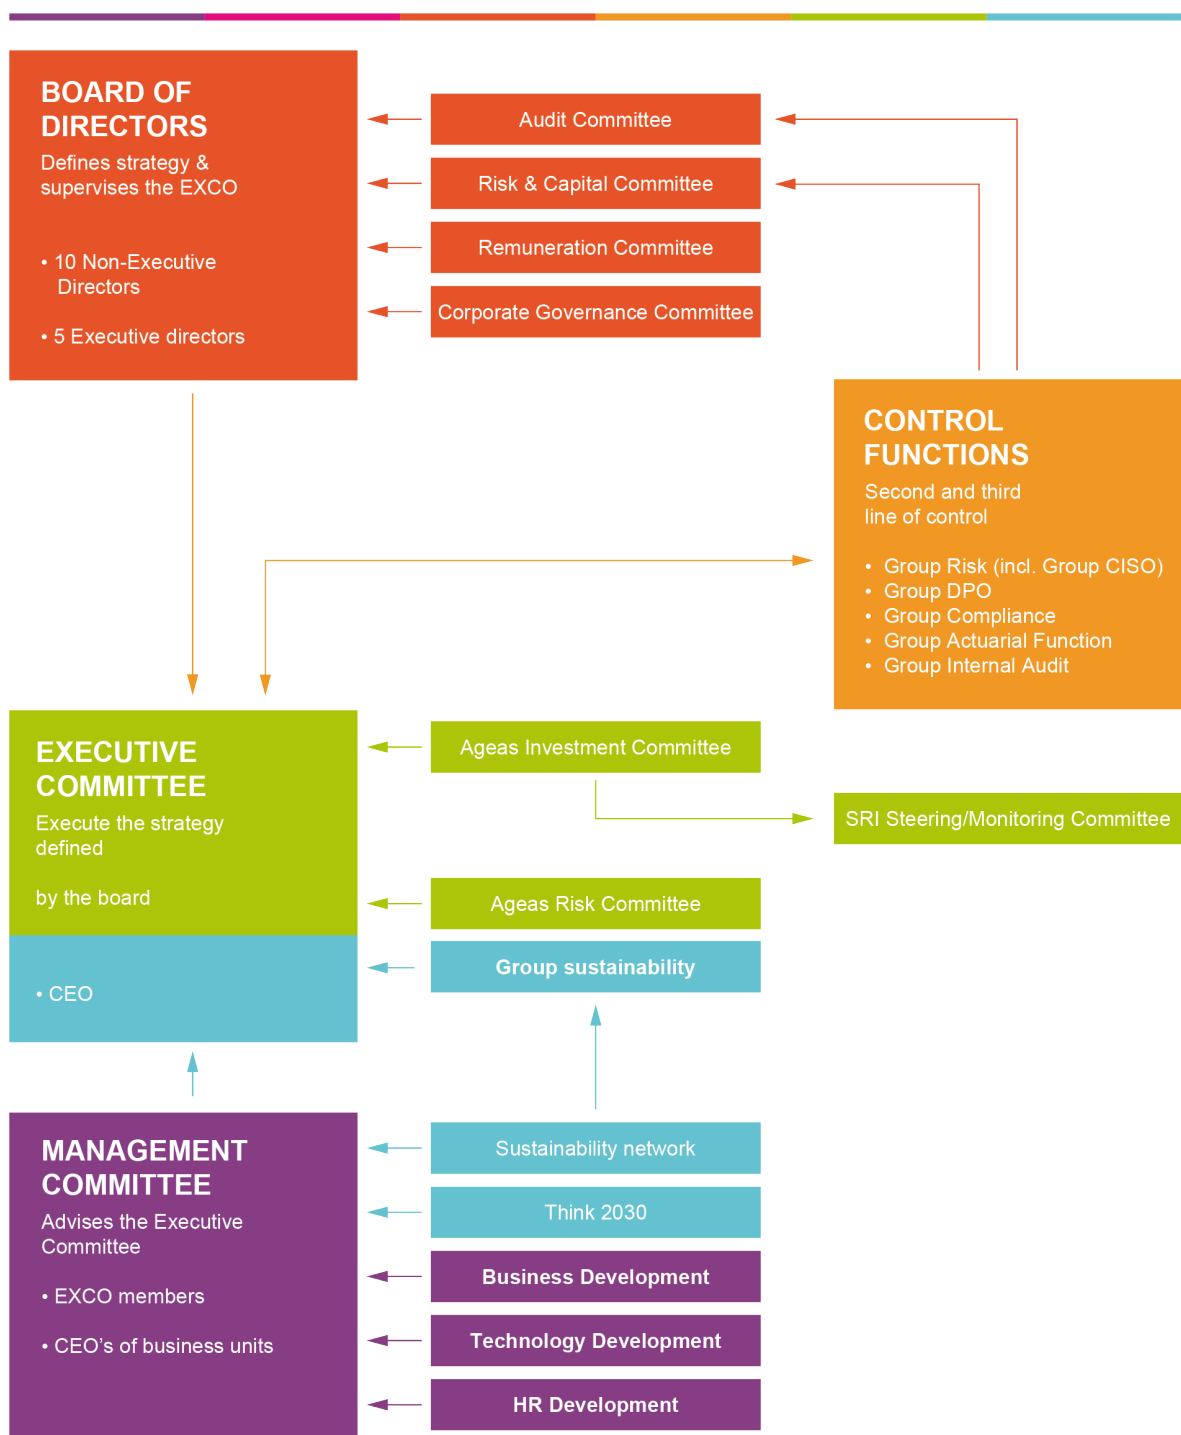 BOARD OF
DIRECTORS
Defines strategy &
supervises the EXCO
• 10 Non-Executive
Directors
• 5 Executive directors
Audit Committee
Risk & Capital Committee
Remuneration Committee
Corporate Governance Committee
CONTROL
FUNCTIONS
Second and third
line of control
• Group Risk (incl. Group CISO)
• Group DPO
• Group Compliance
• Group Actuarial Function
• Group Internal Audit
EXECUTIVE
COMMITTEE
Execute the strategy
defined
by the board
• CEO
Ageas Investment Committee
SRI Steering/Monitoring Committee
Ageas Risk Committee
Group sustainability
MANAGEMENT
COMMITTEE
Advises the Executive
Committee
• EXCO members
• CEO’s of business units
Sustainability network
Think 2030
Business Development
Technology Development
HR Development